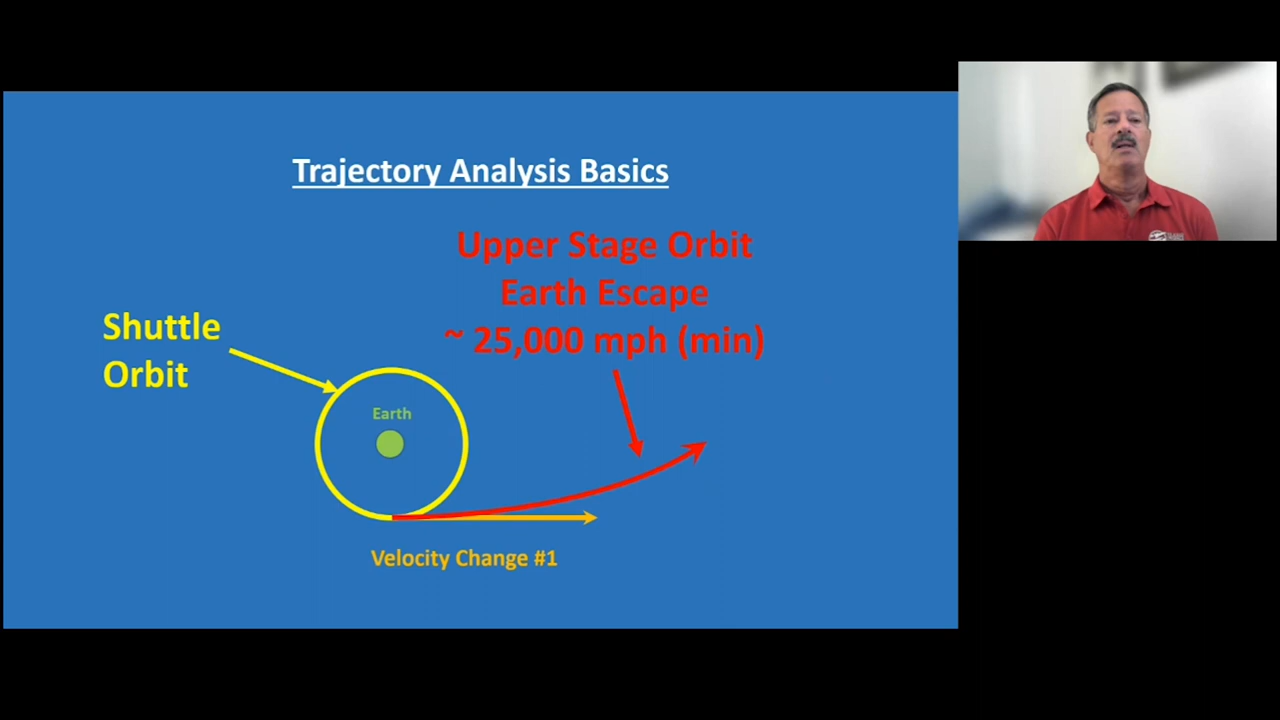 Trajectory Analysis Basics
Upper Stage Orbit
Earth Escape
~ 25,000 mph (min)
Shuttle
Orbit
Earth
Velocity Change #1